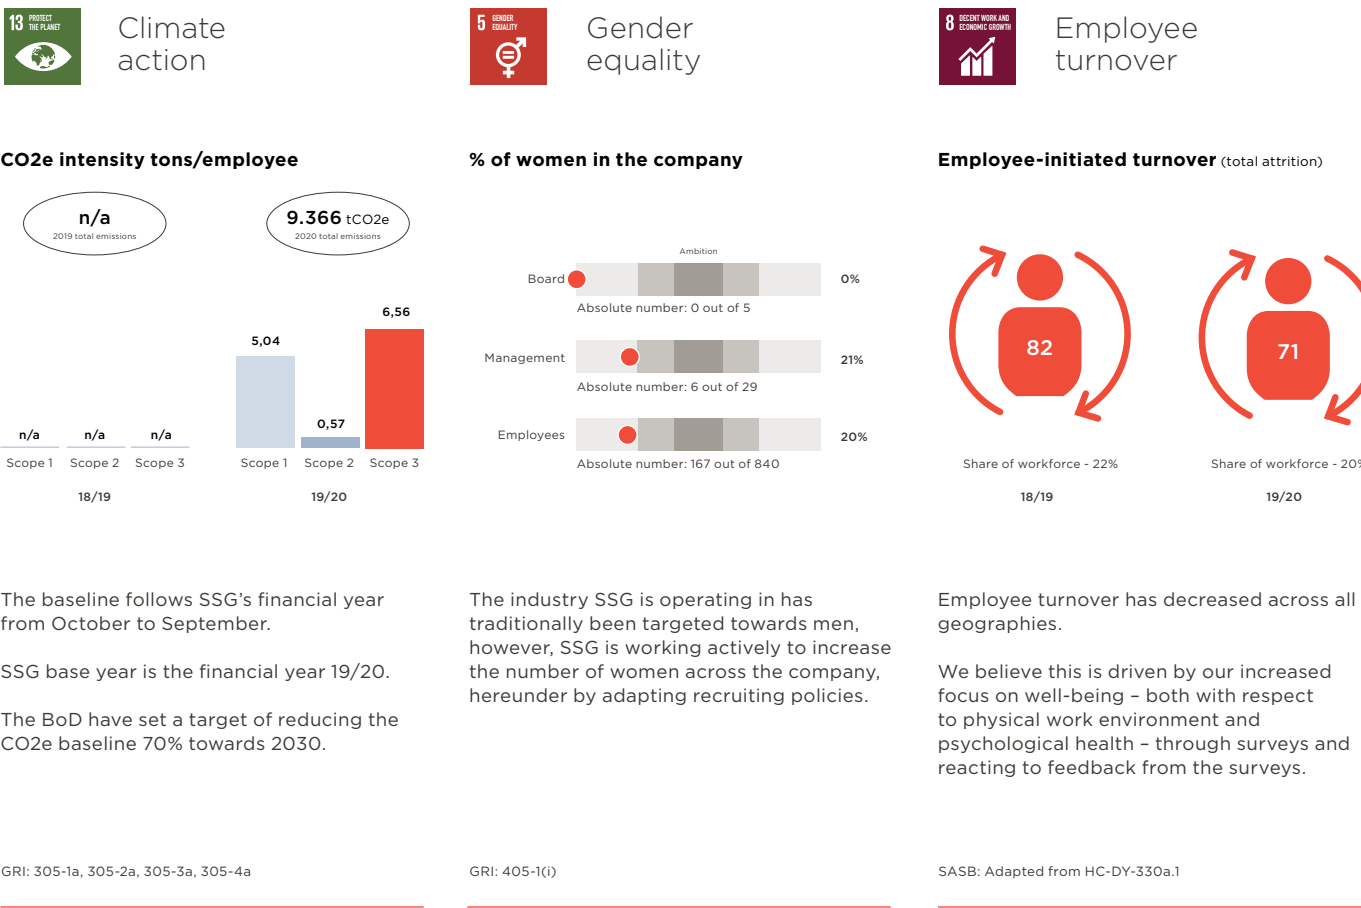 13 PROTECT
THE PLANET
Climate
action
CO2e intensity tons/employee
n/a
2019 total emissions
9.366 tCO2e
2020 total emissions
n/a
n/a
n/a
5,04
0,57
6,56
Scope 1
Scope 2
Scope 3
Scope 1
Scope 2
Scope 3
18/19
19/20
The baseline follows SSG's financial year
from October to September.
SSG base year is the financial year 19/20.
The BoD have set a target of reducing the
CO2e baseline 70% towards 2030.
GRI: 305-1a, 305-2a, 305-3a, 305-4a
5 GENDER
EQUALITY
Gender
equality
% of women in the company
Ambition
Board
0%
Absolute number: 0 out of 5
Management
21%
Absolute number: 6 out of 29
Employees
20%
Absolute number: 167 out of 840
The industry SSG is operating in has
traditionally been targeted towards men,
however, SSG is working actively to increase
the number of women across the company,
hereunder by adapting recruiting policies.
GRI: 405-1(i)
8 DECENT WORK AND
ECONOMIC GROWTH
Employee
turnover
Employee-initiated turnover (total attrition)
82
71
Share of workforce - 22%
Share of workforce - 20%
18/19
19/20
Employee turnover has decreased across all
geographies.
We believe this is driven by our increased
focus on well-being – both with respect
to physical work environment and
psychological health – through surveys and
reacting to feedback from the surveys.
SASB: Adapted from HC-DY-330a.1